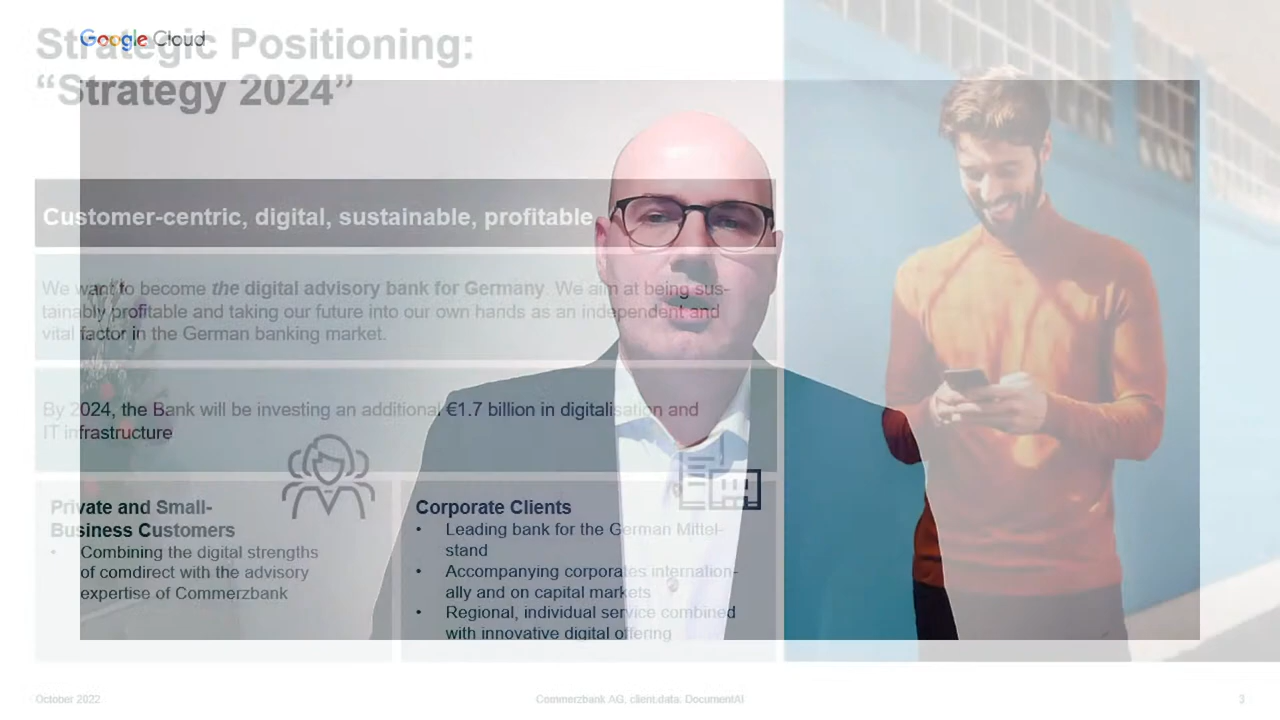 Google Cloud
Strategic Positioning:
“Strategy 2024”
Customer-centric, digital, sustainable, profitable
We want to become the digital advisory bank for Germany. We aim at being sus-
tainably profitable and taking our future into our own hands as an independent and
vital factor in the German banking market.
By 2024, the Bank will be investing an additional €1.7 billion in digitalisation and
IT infrastructure
Private and Small-
Business Customers
• Combining the digital strengths
of comdirect with the advisory
expertise of Commerzbank
Corporate Clients
• Leading bank for the German Mittel-
stand
• Accompanying corporates internation-
ally and on capital markets
• Regional, individual service combined
with innovative digital offering
October 2022
Commerzbank AG, client.data, DocumentAI
3